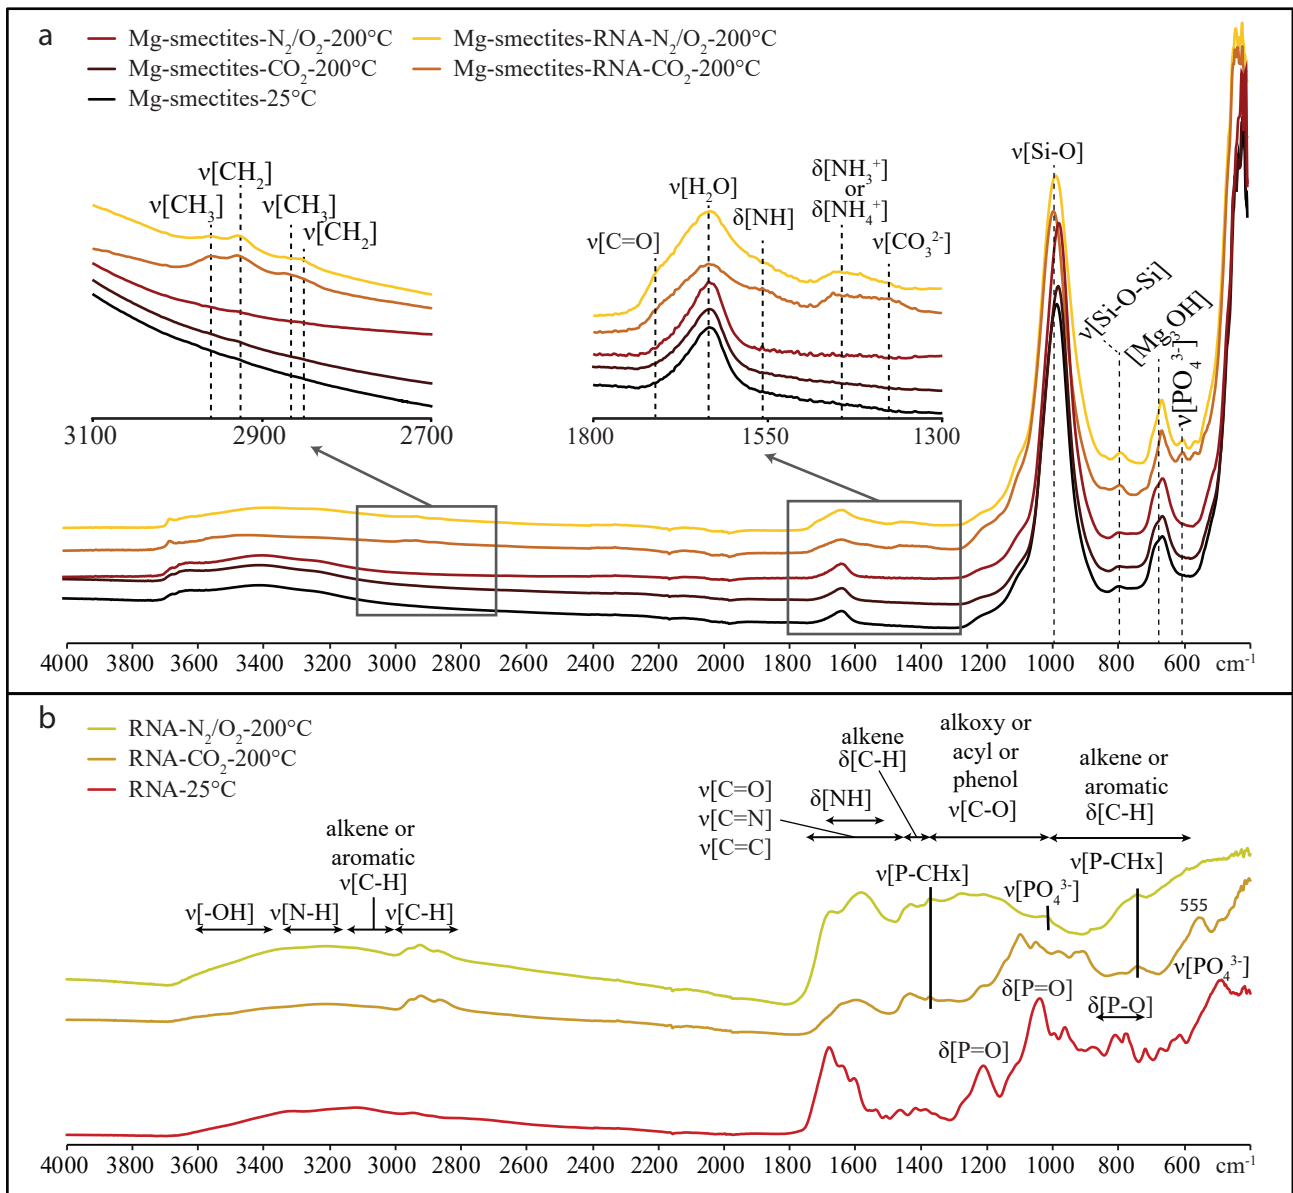 a
Mg-smectites-N₂/O₂-200°C
Mg-smectites-RNA-N₂/O₂-200°C
Mg-smectites-CO₂-200°C
Mg-smectites-RNA-CO₂-200°C
Mg-smectites-25°C
ν[CH₃]
ν[CH₂]
ν[CH₃]
ν[CH₂]
ν[C=O]
ν[H₂O]
δ[NH]
δ[NH₃⁺]
or
δ[NH₄⁺]
ν[CO₃²⁻]
ν[Si-O]
ν[Si-O-Si]
[Mg₃OH]
ν[PO₄³⁻]
3100 2900 2700
1800 1550 1300
4000 3800 3600 3400 3200 3000 2800 2600 2400 2200 2000 1800 1600 1400 1200 1000 800 600 cm⁻¹
b
RNA-N₂/O₂-200°C
RNA-CO₂-200°C
RNA-25°C
ν[-OH]
ν[N-H]
alkene or
aromatic
ν[C-H]
ν[C-H]
ν[C=O]
ν[C=N]
ν[C=C]
δ[NH]
alkene
δ[C-H]
alkoxy or
acyl or
phenol
ν[C-O]
alkene or
aromatic
δ[C-H]
ν[P-CHx]
ν[PO₄³⁻]
ν[P-CHx]
555
ν[PO₄³⁻]
δ[P=O]
δ[P=O]
δ[P-O]
4000 3800 3600 3400 3200 3000 2800 2600 2400 2200 2000 1800 1600 1400 1200 1000 800 600 cm⁻¹